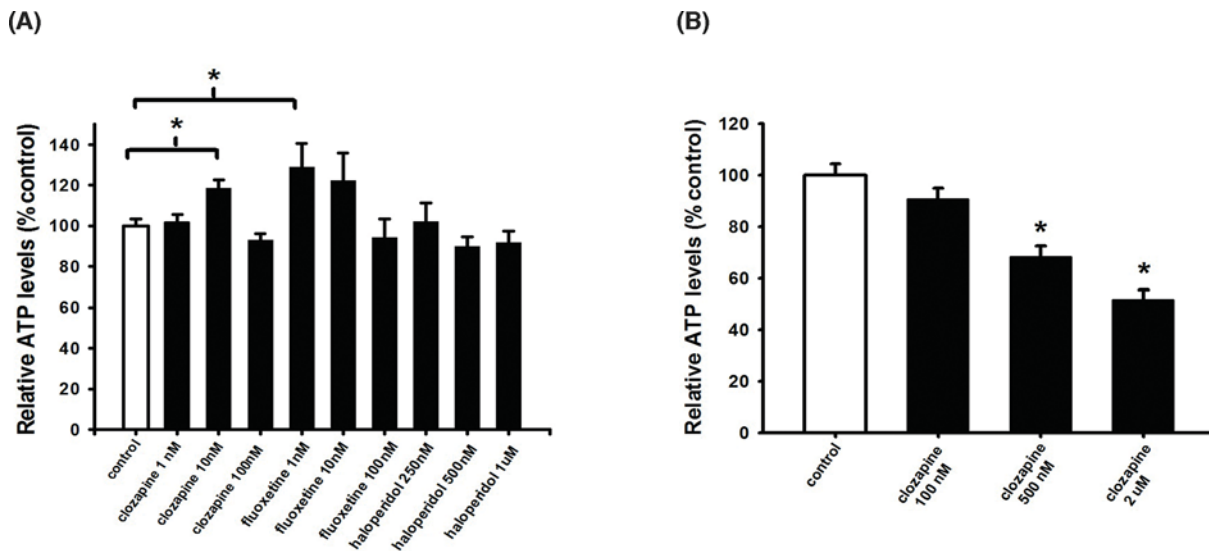 (A)
*
*
Relative ATP levels (% control)
140
120
100
80
60
40
20
0
control
clozapine 1 nM
clozapine 10nM
clozapine 100nM
fluoxetine 1nM
fluoxetine 10nM
fluoxetine 100nM
haloperidol 250nM
haloperidol 500nM
haloperidol 1uM
(B)
Relative ATP levels (% control)
120
100
80
60
40
20
0
*
*
control
clozapine
100 nM
clozapine
500 nM
clozapine
2 uM